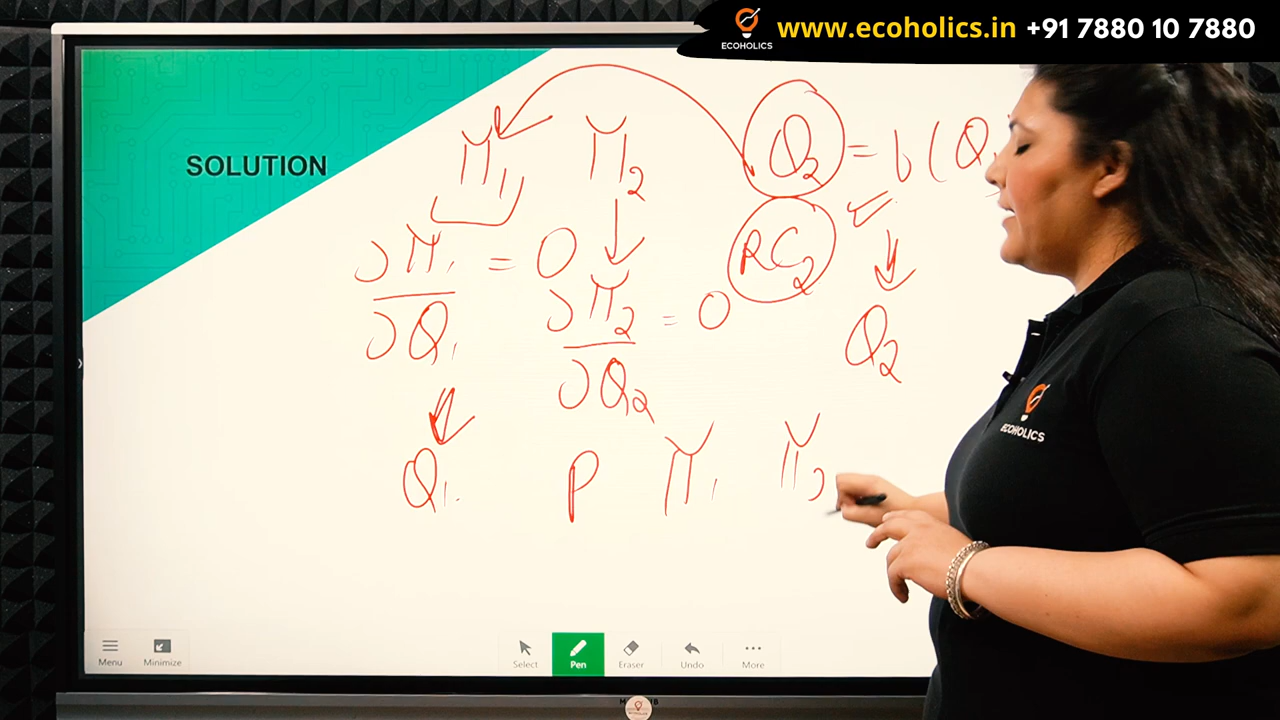 ECOHOLICS
www.ecoholics.in +91 7880 10 7880
SOLUTION
Π₁ Π₂ Q₂ = b(Q₁
∂Π₁ / ∂Q₁ = 0
RC₂
∂Π₂ / ∂Q₂ = 0
Q₂
Q₁ P Π₁ Π₂
ECOHOLICS
Menu Minimize Select Pen Eraser Undo More